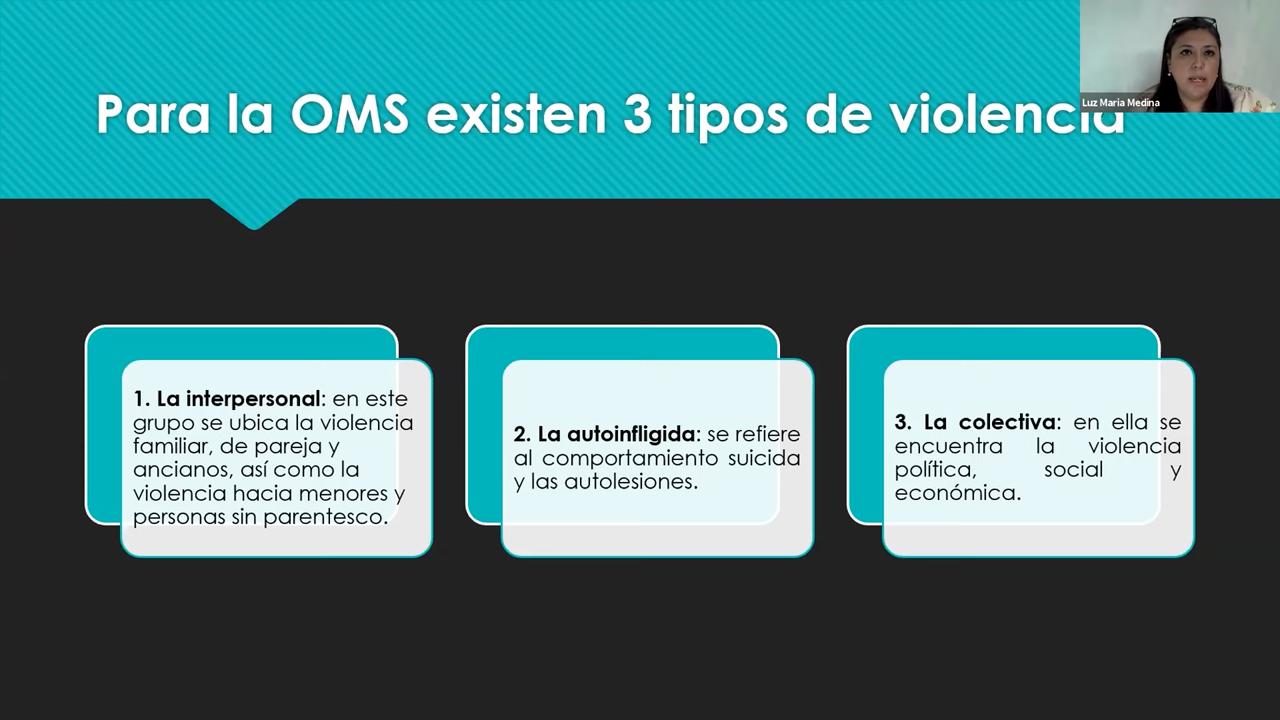 Para la OMS existen 3 tipos de violencia
Luz Maria Medina
1. La interpersonal: en este
grupo se ubica la violencia
familiar, de pareja y
ancianos, así como la
violencia hacia menores y
personas sin parentesco.
2. La autoinfligida: se refiere
al comportamiento suicida
y las autolesiones.
3. La colectiva: en ella se
encuentra la violencia
política, social y
económica.